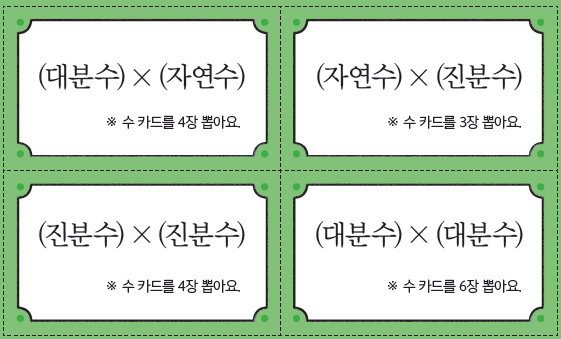 (대분수) × (자연수)
※ 수 카드를 4장 뽑아요.
(자연수) × (진분수)
※ 수 카드를 3장 뽑아요.
(진분수) × (진분수)
※ 수 카드를 4장 뽑아요.
(대분수) × (대분수)
※ 수 카드를 6장 뽑아요.